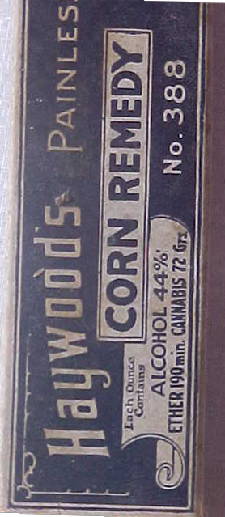 Haywood's
PAINLES
CORN REMEDY
No. 388
Each Ounce
Contains
ALCOHOL 44%
ETHER 190 min. CANNABIS 72 Grs